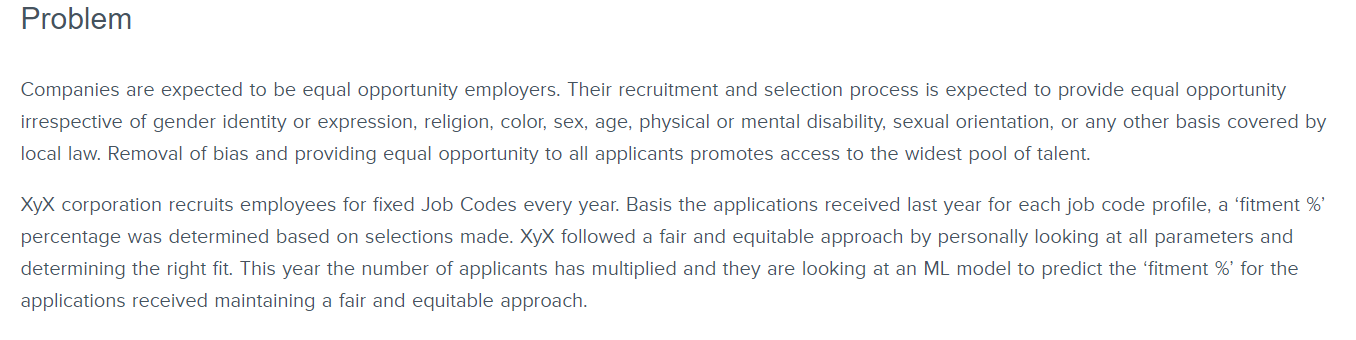 Problem
Companies are expected to be equal opportunity employers. Their recruitment and selection process is expected to provide equal opportunity
irrespective of gender identity or expression, religion, color, sex, age, physical or mental disability, sexual orientation, or any other basis covered by
local law. Removal of bias and providing equal opportunity to all applicants promotes access to the widest pool of talent.
XyX corporation recruits employees for fixed Job Codes every year. Basis the applications received last year for each job code profile, a ‘fitment %’
percentage was determined based on selections made. XyX followed a fair and equitable approach by personally looking at all parameters and
determining the right fit. This year the number of applicants has multiplied and they are looking at an ML model to predict the ‘fitment %’ for the
applications received maintaining a fair and equitable approach.